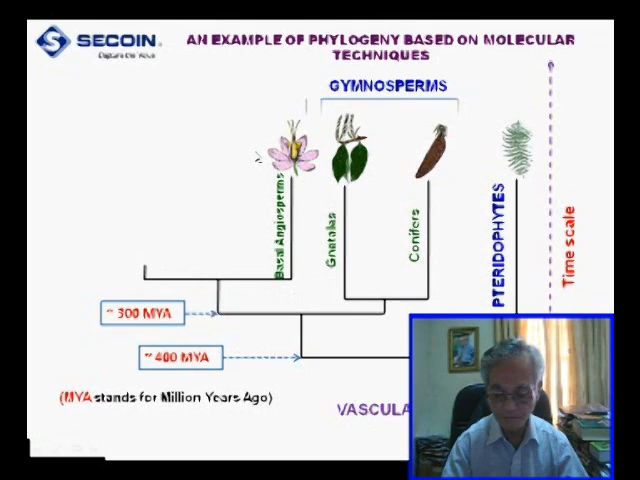 SECOIN
AN EXAMPLE OF PHYLOGENY BASED ON MOLECULAR
TECHNIQUES
GYMNOSPERMS
Basal Angiosperms
Gnetalas
Conifers
PTERIDOPHYTES
Time scale
~ 300 MYA
~ 400 MYA
(MYA stands for Million Years Ago)
VASCULA